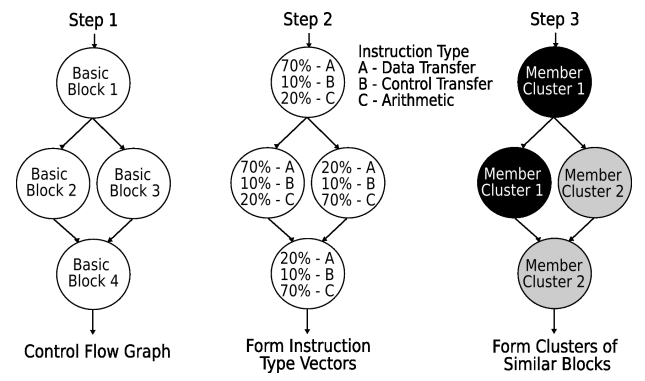 Step 1
Basic
Block 1
Basic
Block 2
Basic
Block 3
Basic
Block 4
Control Flow Graph
Step 2
70% - A
10% - B
20% - C
Instruction Type
A - Data Transfer
B - Control Transfer
C - Arithmetic
70% - A
10% - B
20% - C
20% - A
10% - B
70% - C
20% - A
10% - B
70% - C
Form Instruction
Type Vectors
Step 3
Member
Cluster 1
Member
Cluster 1
Member
Cluster 2
Member
Cluster 2
Form Clusters of
Similar Blocks